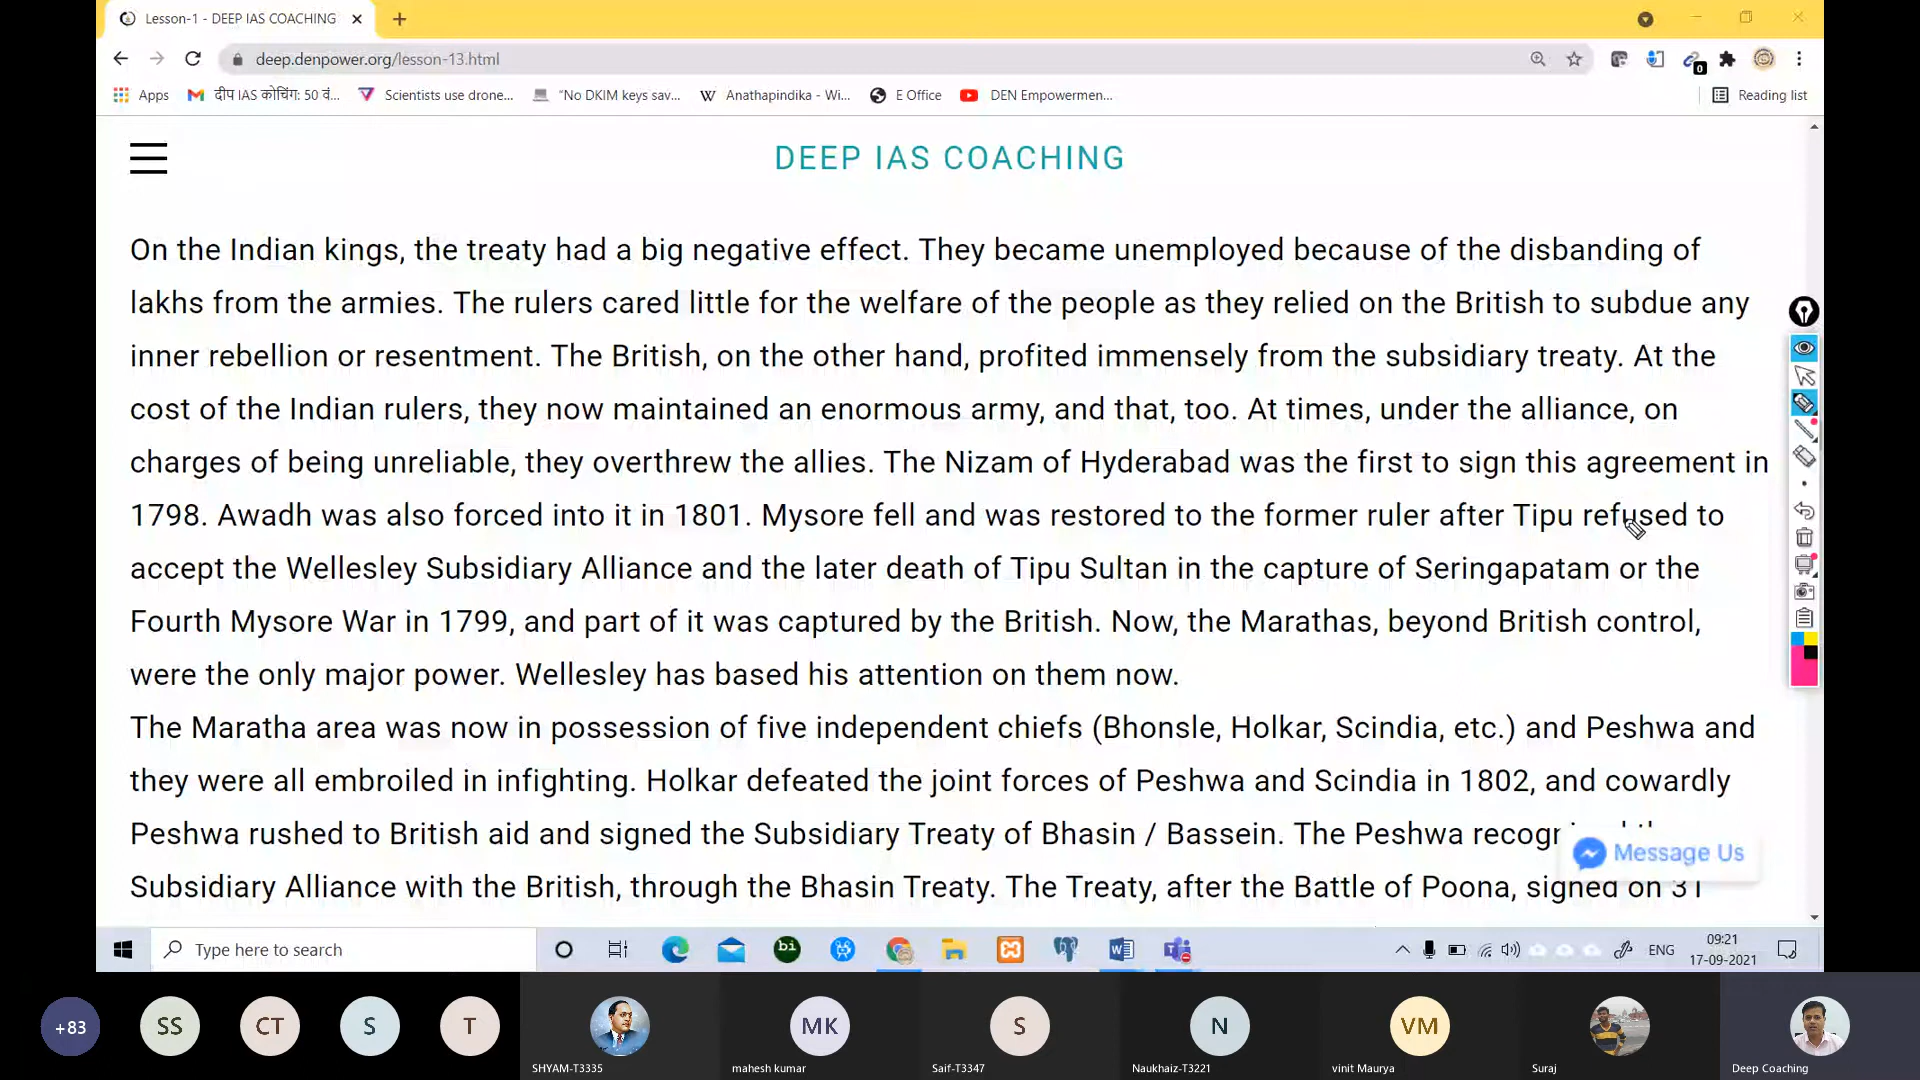 Lesson-1 - DEEP IAS COACHING
deep.denpower.org/lesson-13.html
0
Apps
दीप IAS कोचिंग: 50 वं...
Scientists use drone...
"No DKIM keys sav...
Anathapindika - Wi...
E Office
DEN Empowermen...
Reading list
DEEP IAS COACHING
On the Indian kings, the treaty had a big negative effect. They became unemployed because of the disbanding of
lakhs from the armies. The rulers cared little for the welfare of the people as they relied on the British to subdue any
inner rebellion or resentment. The British, on the other hand, profited immensely from the subsidiary treaty. At the
cost of the Indian rulers, they now maintained an enormous army, and that, too. At times, under the alliance, on
charges of being unreliable, they overthrew the allies. The Nizam of Hyderabad was the first to sign this agreement in
1798. Awadh was also forced into it in 1801. Mysore fell and was restored to the former ruler after Tipu refused to
accept the Wellesley Subsidiary Alliance and the later death of Tipu Sultan in the capture of Seringapatam or the
Fourth Mysore War in 1799, and part of it was captured by the British. Now, the Marathas, beyond British control,
were the only major power. Wellesley has based his attention on them now.
The Maratha area was now in possession of five independent chiefs (Bhonsle, Holkar, Scindia, etc.) and Peshwa and
they were all embroiled in infighting. Holkar defeated the joint forces of Peshwa and Scindia in 1802, and cowardly
Peshwa rushed to British aid and signed the Subsidiary Treaty of Bhasin / Bassein. The Peshwa
Message Us
Subsidiary Alliance with the British, through the Bhasin Treaty. The Treaty, after the Battle of Poona, signed on 31
Type here to search
bi
ENG
09:21
17-09-2021
+83
SS
CT
S
T
MK
S
N
VM
SHYAM-T3335
mahesh kumar
Saif-T3347
Naukhaiz-T3221
vinit Maurya
Suraj
Deep Coaching